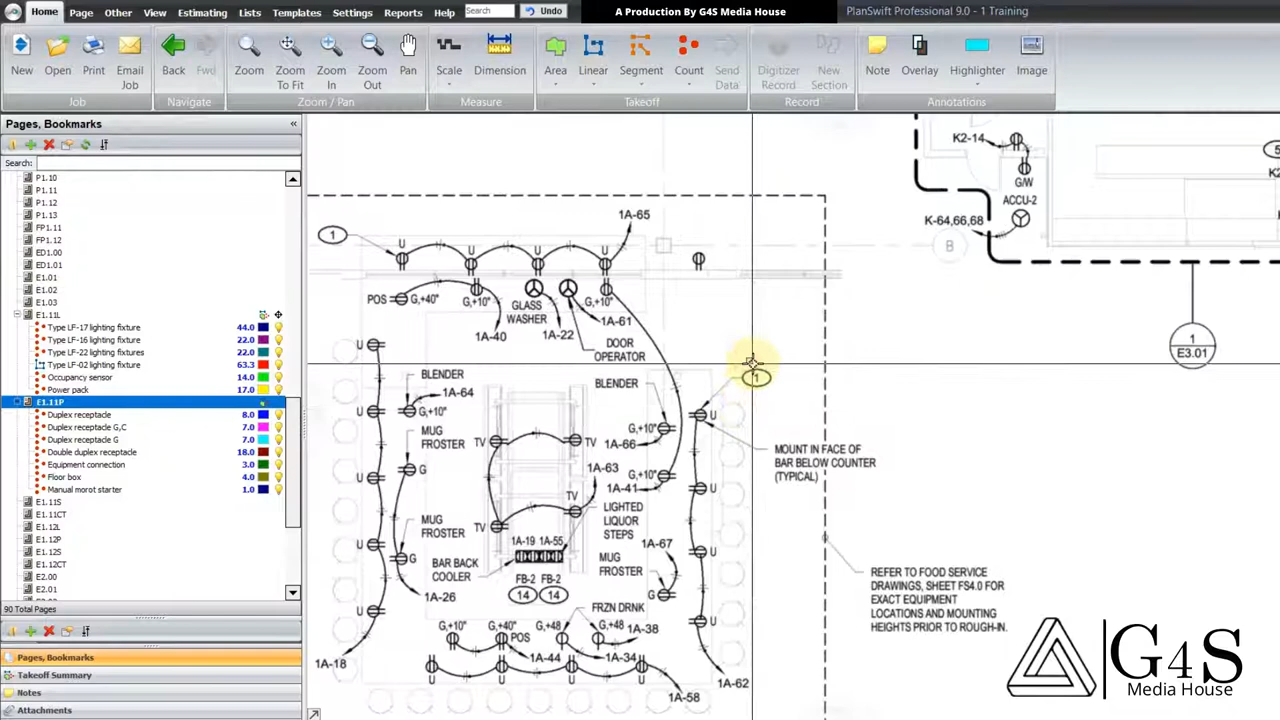 Home Page Other View Estimating Lists Templates Settings Reports Help Search Undo
A Production By G4S Media House
PlanSwift Professional 9.0 - 1 Training
New Open Print Email Job Back Fwd Zoom Zoom To Fit Zoom In Zoom Out Pan Scale Dimension Area Linear Segment Count Send Data Digitizer Record New Section Note Overlay Highlighter Image
Job Navigate Zoom / Pan Measure Takeoff Record Annotations
Pages, Bookmarks
Search:
P1.10
P1.11
P1.12
P1.13
FP1.11
FP1.12
ED1.00
ED1.01
E1.01
E1.02
E1.03
E1.11L
Type LF-17 lighting fixture 44.0
Type LF-16 lighting fixture 22.0
Type LF-22 lighting fixtures 22.0
Type LF-02 lighting fixture 63.3
Occupancy sensor 14.0
Power pack 17.0
E1.11P
Duplex receptacle 8.0
Duplex receptacle G,C 7.0
Duplex receptacle G 7.0
Double duplex receptacle 18.0
Equipment connection 3.0
Floor box 4.0
Manual morot starter 1.0
E1.11S
E1.11CT
E1.12L
E1.12P
E1.12S
E1.12CT
E2.00
E2.01
90 Total Pages
Pages, Bookmarks
Takeoff Summary
Notes
Attachments
K2-14
G/W
ACCU-2
K-64,66,68
B
1
E3.01
1A-65
1
U U U U
POS G,+40" G,+10" G,+10"
GLASS
WASHER
1A-61
1A-40 1A-22
DOOR
OPERATOR
U
BLENDER
1A-64
U G,+10"
BLENDER
1
U
MUG
FROSTER
G,+10"
1A-66
TV TV
MOUNT IN FACE OF
BAR BELOW COUNTER
(TYPICAL)
G
1A-63
G,+10"
1A-41
U U
TV
LIGHTED
LIQUOR
STEPS
MUG
FROSTER
TV
1A-19 1A-55
1A-67
U G
BAR BACK
COOLER
MUG
FROSTER
U
FB-2 FB-2
14 14
G
1A-26
REFER TO FOOD SERVICE
DRAWINGS, SHEET FS4.0 FOR
EXACT EQUIPMENT
LOCATIONS AND MOUNTING
HEIGHTS PRIOR TO ROUGH-IN.
FRZN DRNK
U U
G,+10" G,+40" G,+48 G,+48
POS
1A-38
1A-18 1A-44 1A-34
U U U U
1A-62
1A-58
G4S
Media House